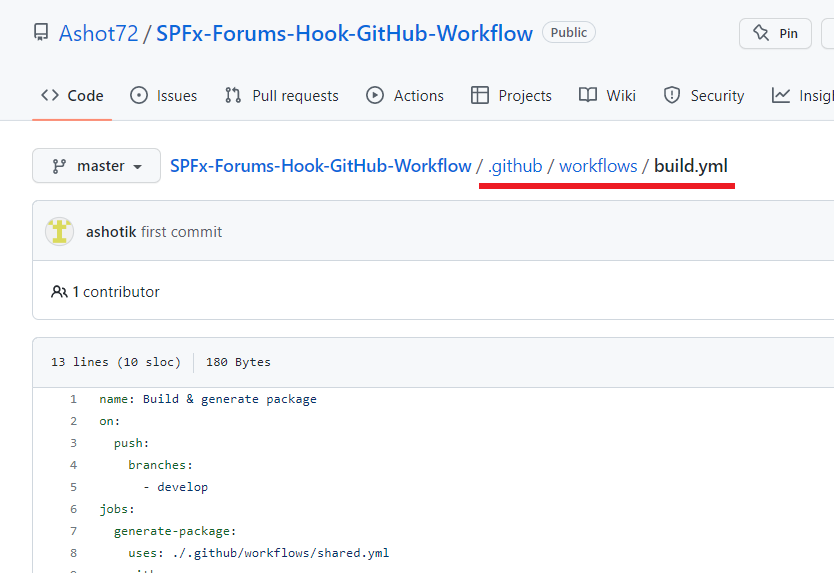 Ashot72 / SPFx-Forums-Hook-GitHub-Workflow Public Pin
Code Issues Pull requests Actions Projects Wiki Security Insigh
master SPFx-Forums-Hook-GitHub-Workflow / .github / workflows / build.yml
ashotik first commit
1 contributor
13 lines (10 sloc) 180 Bytes
1 name: Build & generate package
2 on:
3 push:
4 branches:
5 - develop
6 jobs:
7 generate-package:
8 uses: ./.github/workflows/shared.yml